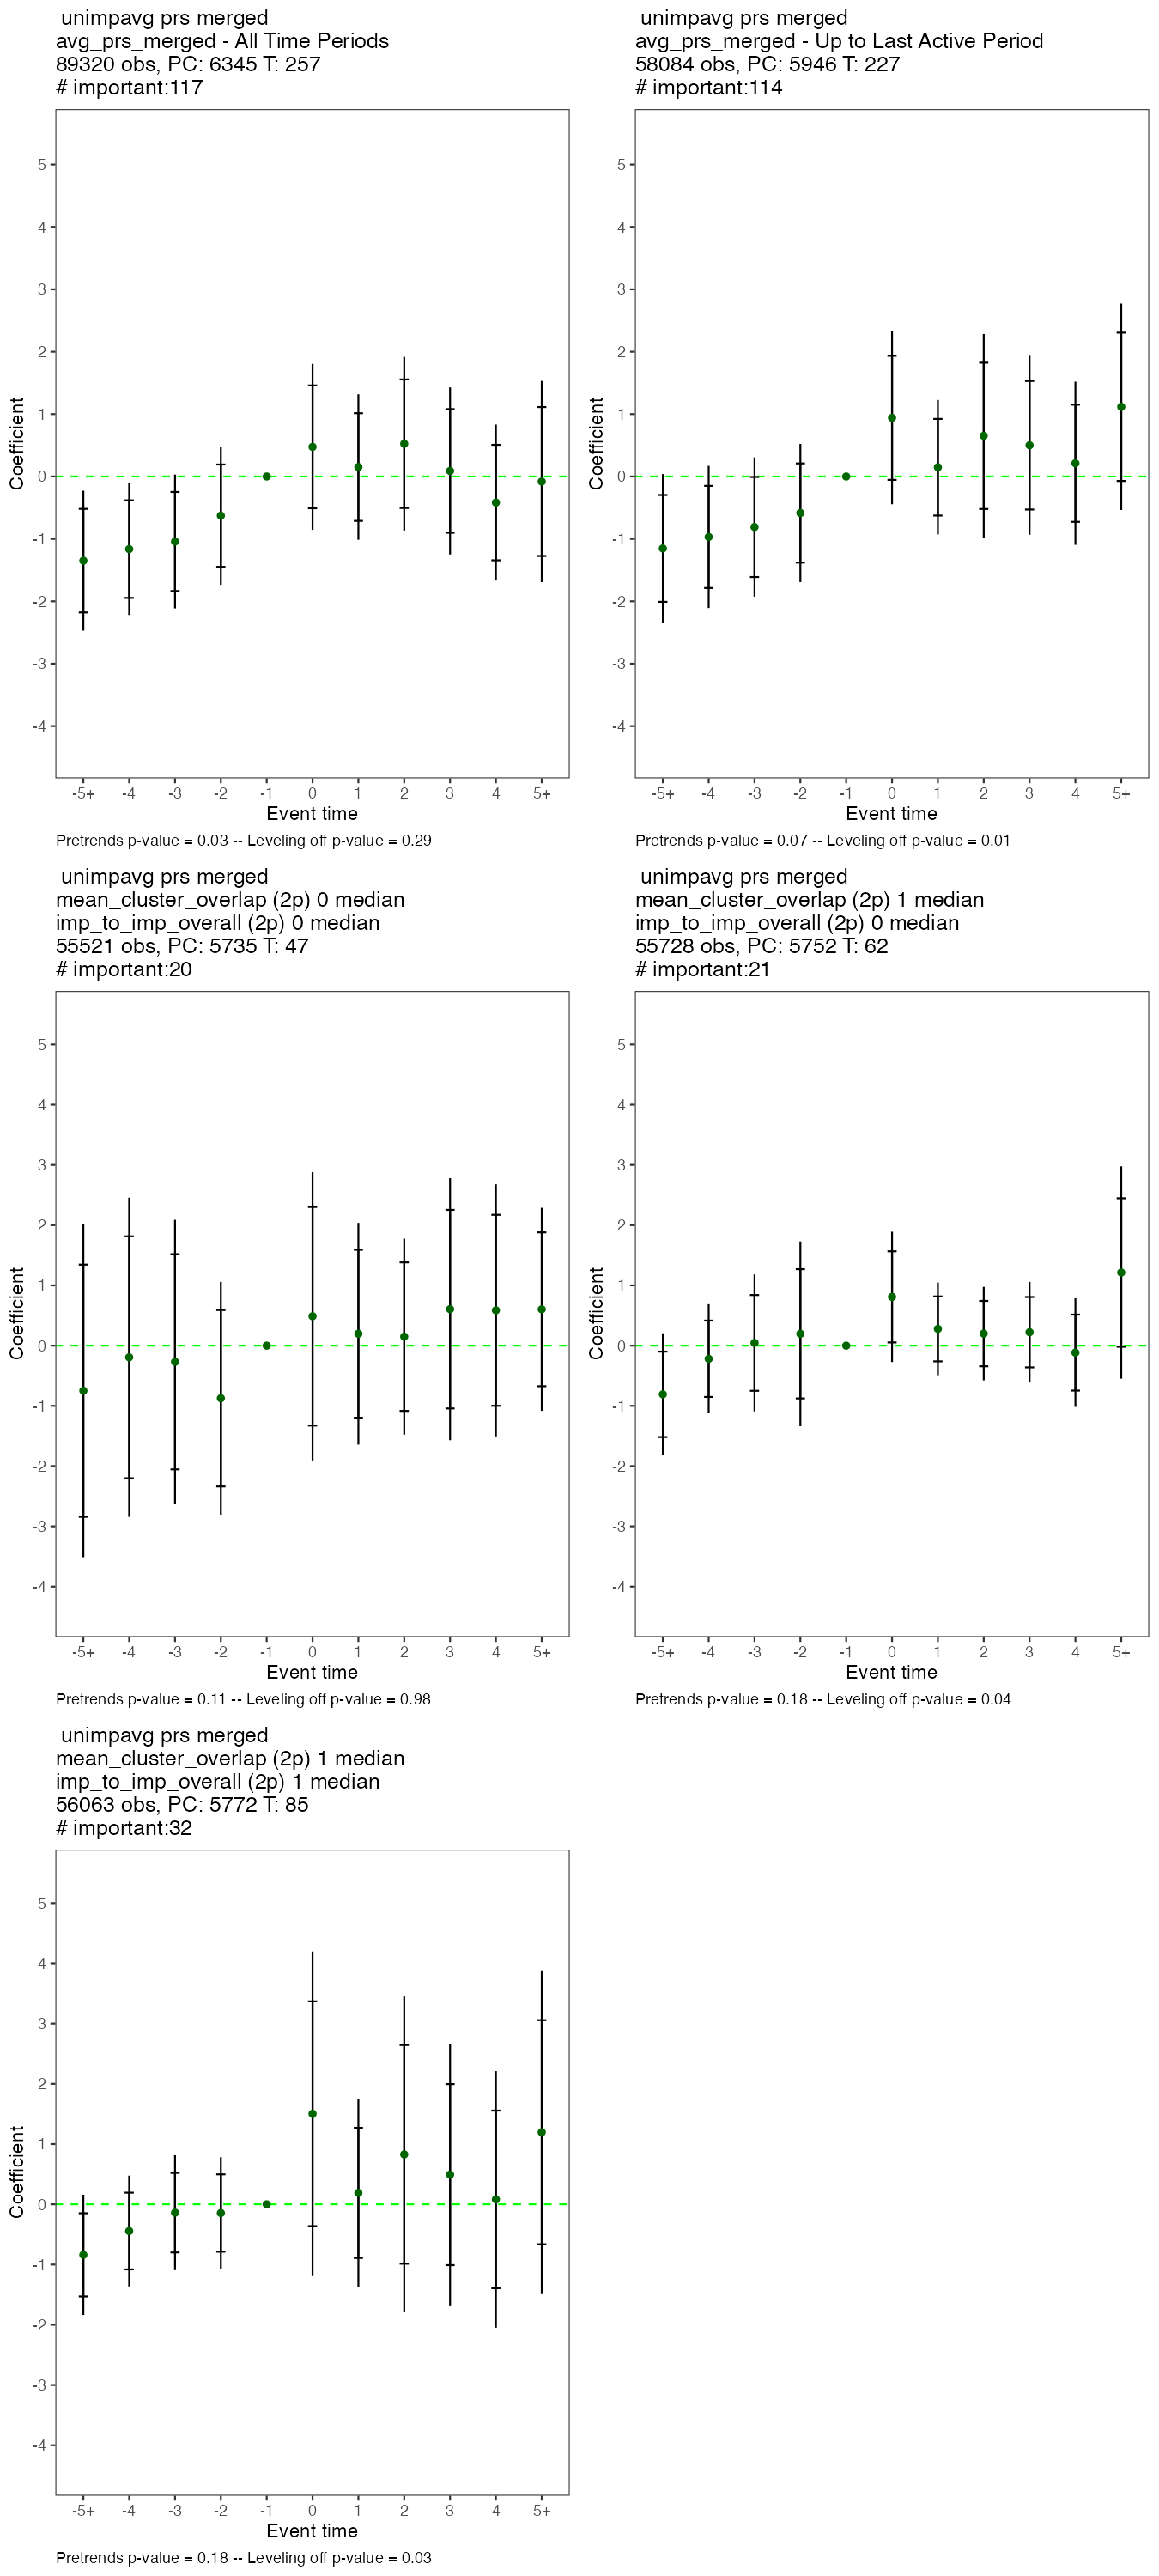 unimpavg prs merged
avg_prs_merged - All Time Periods
89320 obs, PC: 6345 T: 257
# important:117
5
4
3
2
1
0
-1
-2
-3
-4
Coefficient
-5+ -4 -3 -2 -1 0 1 2 3 4 5+
Event time
Pretrends p-value = 0.03 -- Leveling off p-value = 0.29
unimpavg prs merged
avg_prs_merged - Up to Last Active Period
58084 obs, PC: 5946 T: 227
# important:114
5
4
3
2
1
0
-1
-2
-3
-4
Coefficient
-5+ -4 -3 -2 -1 0 1 2 3 4 5+
Event time
Pretrends p-value = 0.07 -- Leveling off p-value = 0.01
unimpavg prs merged
mean_cluster_overlap (2p) 0 median
imp_to_imp_overall (2p) 0 median
55521 obs, PC: 5735 T: 47
# important:20
5
4
3
2
1
0
-1
-2
-3
-4
Coefficient
-5+ -4 -3 -2 -1 0 1 2 3 4 5+
Event time
Pretrends p-value = 0.11 -- Leveling off p-value = 0.98
unimpavg prs merged
mean_cluster_overlap (2p) 1 median
imp_to_imp_overall (2p) 0 median
55728 obs, PC: 5752 T: 62
# important:21
5
4
3
2
1
0
-1
-2
-3
-4
Coefficient
-5+ -4 -3 -2 -1 0 1 2 3 4 5+
Event time
Pretrends p-value = 0.18 -- Leveling off p-value = 0.04
unimpavg prs merged
mean_cluster_overlap (2p) 1 median
imp_to_imp_overall (2p) 1 median
56063 obs, PC: 5772 T: 85
# important:32
5
4
3
2
1
0
-1
-2
-3
-4
Coefficient
-5+ -4 -3 -2 -1 0 1 2 3 4 5+
Event time
Pretrends p-value = 0.18 -- Leveling off p-value = 0.03